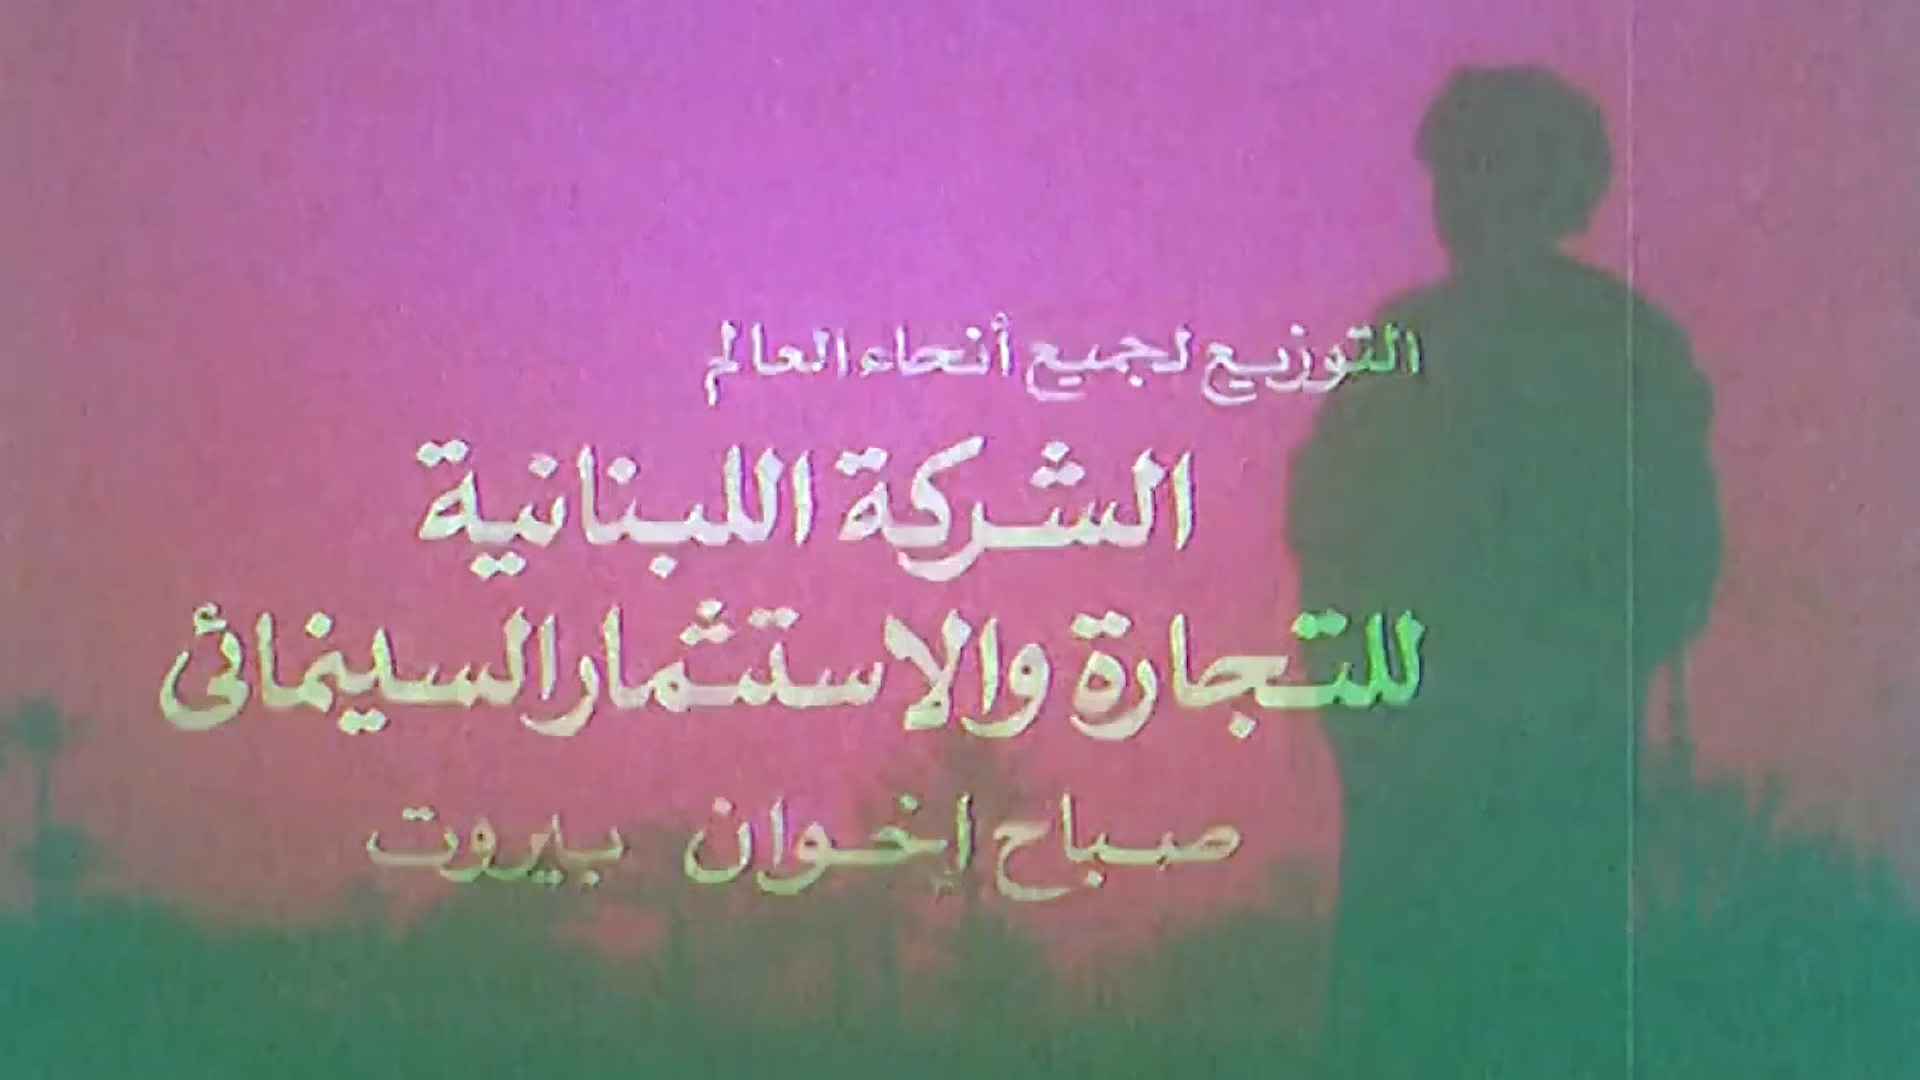 التوزيع لجميع أنحاء العالم
الشركة اللبنانية
للتجارة والاستثمار السينمائى
صباح إخوان بيروت